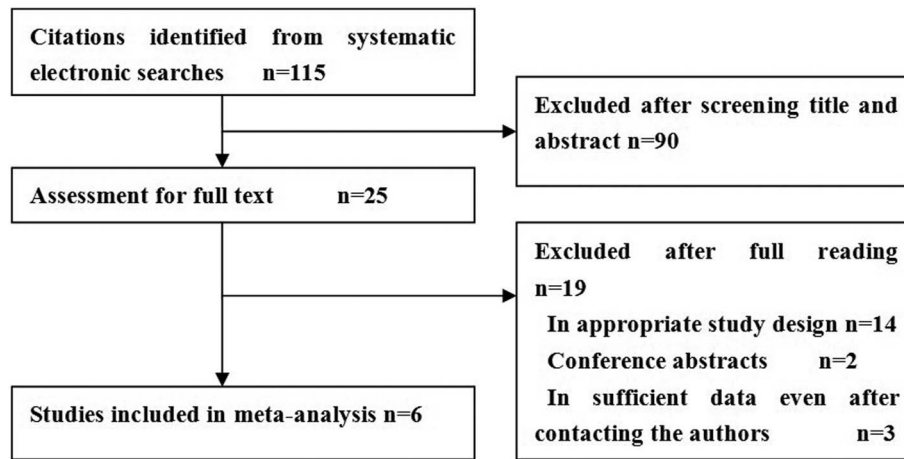 Citations identified from systematic
electronic searches n=115
Excluded after screening title and
abstract n=90
Assessment for full text n=25
Excluded after full reading
n=19
In appropriate study design n=14
Conference abstracts n=2
In sufficient data even after
contacting the authors n=3
Studies included in meta-analysis n=6